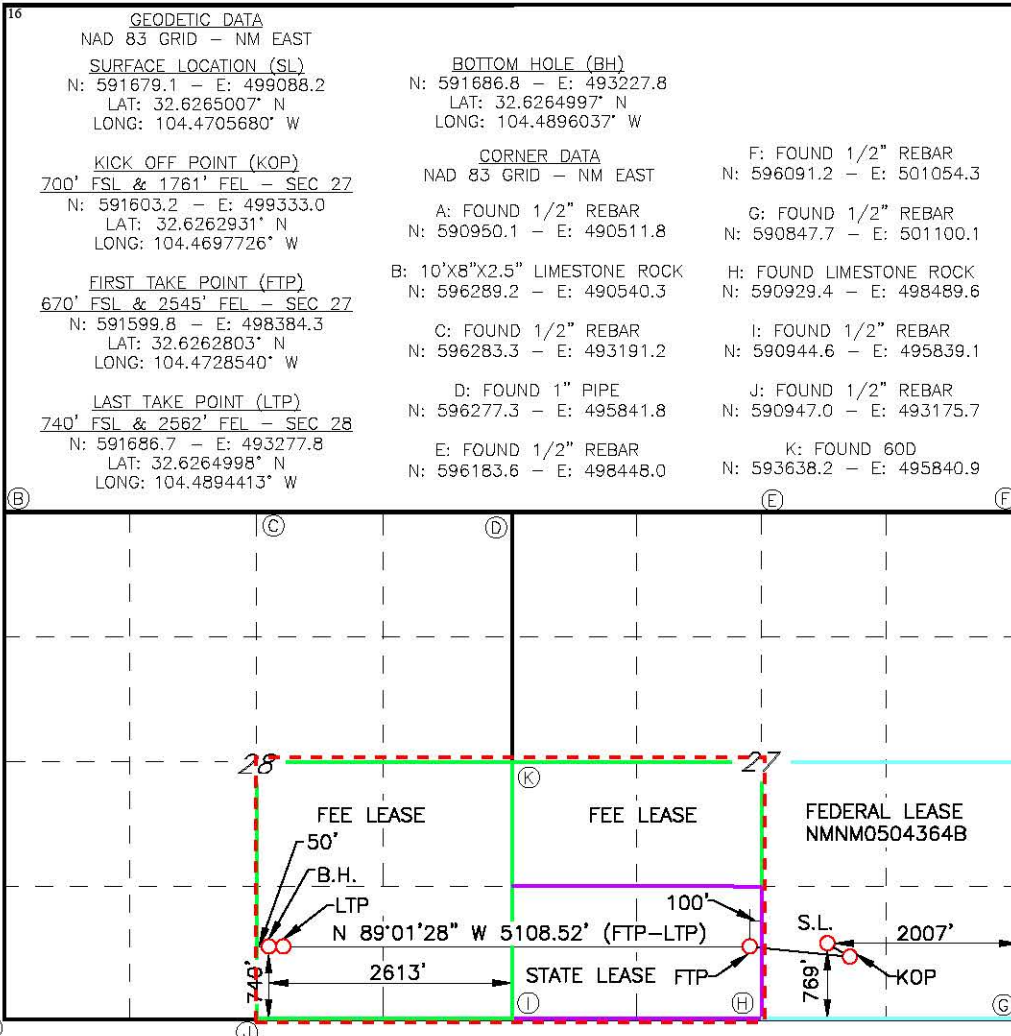 16
GEODETIC DATA
NAD 83 GRID – NM EAST
SURFACE LOCATION (SL)
N: 591679.1 – E: 499088.2
LAT: 32.6265007° N
LONG: 104.4705680° W
KICK OFF POINT (KOP)
700' FSL & 1761' FEL – SEC 27
N: 591603.2 – E: 499333.0
LAT: 32.6262931° N
LONG: 104.4697726° W
FIRST TAKE POINT (FTP)
670' FSL & 2545' FEL – SEC 27
N: 591599.8 – E: 498384.3
LAT: 32.6262803° N
LONG: 104.4728540° W
LAST TAKE POINT (LTP)
740' FSL & 2562' FEL – SEC 28
N: 591686.7 – E: 493277.8
LAT: 32.6264998° N
LONG: 104.4894413° W
BOTTOM HOLE (BH)
N: 591686.8 – E: 493227.8
LAT: 32.6264997° N
LONG: 104.4896037° W
CORNER DATA
NAD 83 GRID – NM EAST
A: FOUND 1/2" REBAR
N: 590950.1 – E: 490511.8
B: 10'X8"X2.5" LIMESTONE ROCK
N: 596289.2 – E: 490540.3
C: FOUND 1/2" REBAR
N: 596283.3 – E: 493191.2
D: FOUND 1" PIPE
N: 596277.3 – E: 495841.8
E: FOUND 1/2" REBAR
N: 596183.6 – E: 498448.0
F: FOUND 1/2" REBAR
N: 596091.2 – E: 501054.3
G: FOUND 1/2" REBAR
N: 590847.7 – E: 501100.1
H: FOUND LIMESTONE ROCK
N: 590929.4 – E: 498489.6
I: FOUND 1/2" REBAR
N: 590944.6 – E: 495839.1
J: FOUND 1/2" REBAR
N: 590947.0 – E: 493175.7
K: FOUND 60D
N: 593638.2 – E: 495840.9
B
E
F
C
D
28
27
K
FEE LEASE
FEE LEASE
FEDERAL LEASE
NMNM0504364B
50'
B.H.
LTP
100'
S.L.
N 89°01'28" W 5108.52' (FTP–LTP)
2007'
740'
2613'
STATE LEASE
FTP
769'
KOP
I
H
G
J